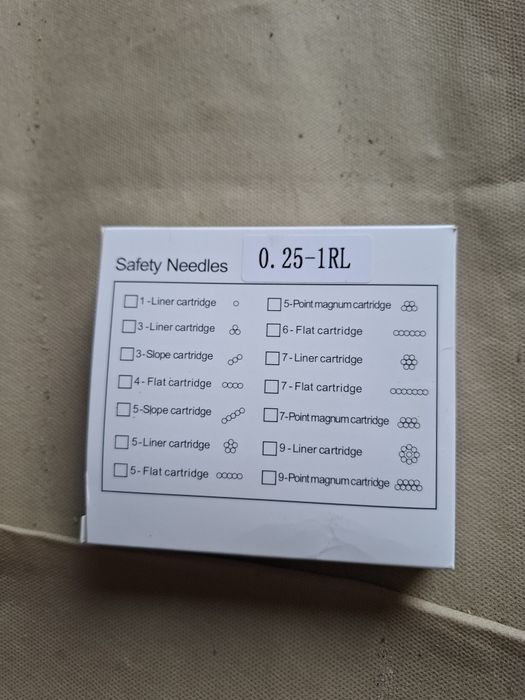 Safety Needles
0.25-1RL
1-Liner cartridge
3-Liner cartridge
3-Slope cartridge
4-Flat cartridge
5-Slope cartridge
5-Liner cartridge
5-Flat cartridge
5-Point magnum cartridge
6-Flat cartridge
7-Liner cartridge
7-Flat cartridge
7-Point magnum cartridge
9-Liner cartridge
9-Point magnum cartridge